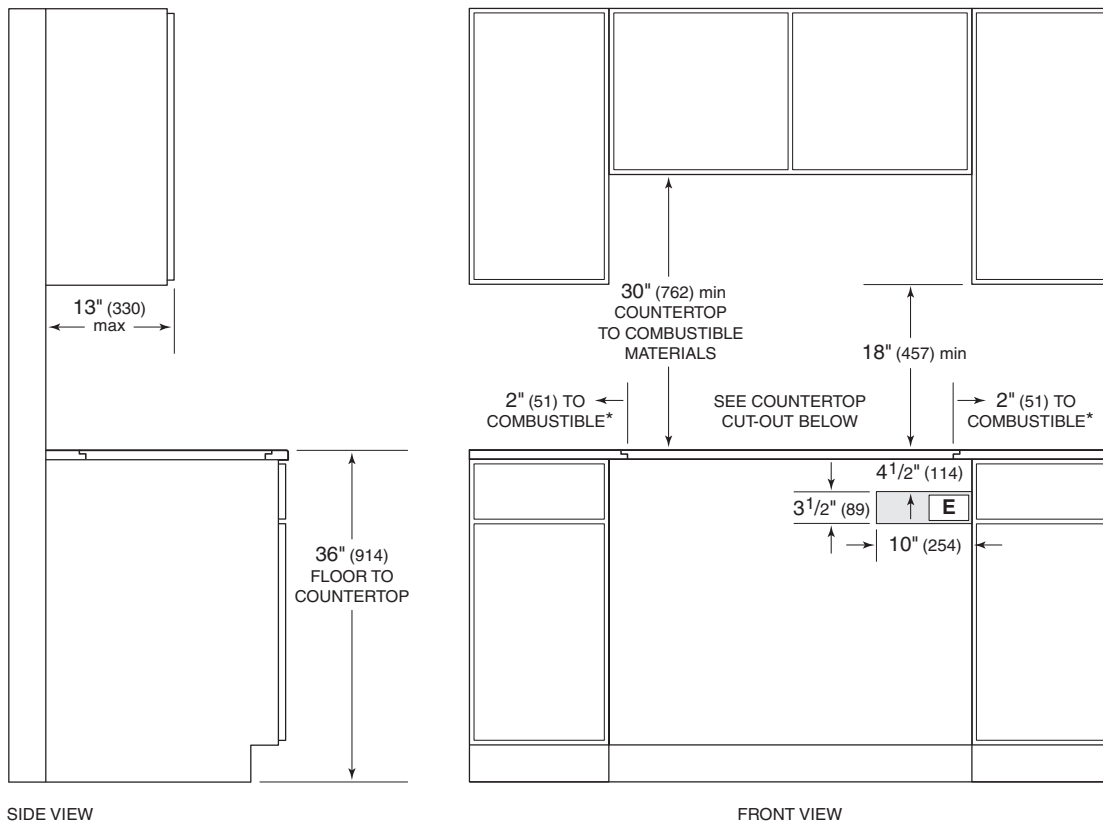 13" (330)
max
36" (914)
FLOOR TO
COUNTERTOP
SIDE VIEW
30" (762) min
COUNTERTOP
TO COMBUSTIBLE
MATERIALS
18" (457) min
2" (51) TO
COMBUSTIBLE*
SEE COUNTERTOP
CUT-OUT BELOW
2" (51) TO
COMBUSTIBLE*
4 1/2" (114)
3 1/2" (89)
E
10" (254)
FRONT VIEW